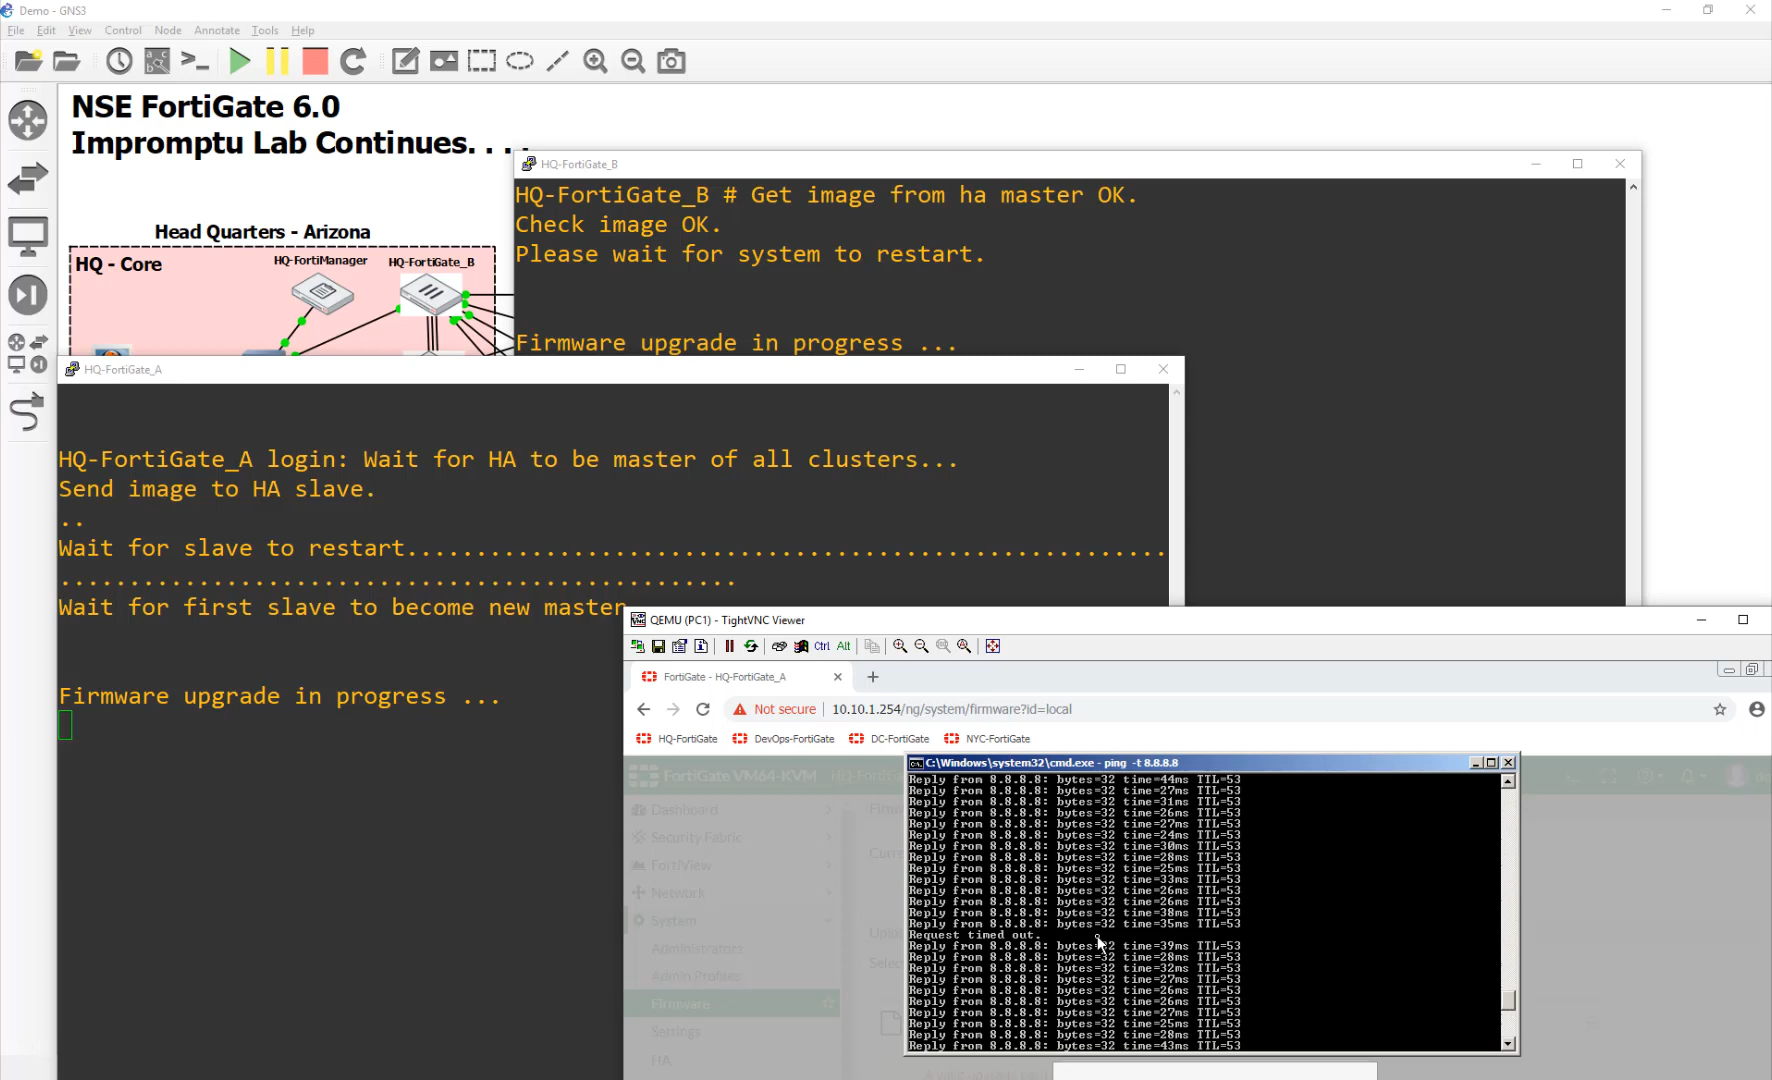 Demo - GNS3
File Edit View Control Node Annotate Tools Help
NSE FortiGate 6.0
Impromptu Lab Continues. . . .
Head Quarters - Arizona
HQ - Core
HQ-FortiManager
HQ-FortiGate_B
HQ-FortiGate_B
HQ-FortiGate_B # Get image from ha master OK.
Check image OK.
Please wait for system to restart.
Firmware upgrade in progress ...
HQ-FortiGate_A
HQ-FortiGate_A login: Wait for HA to be master of all clusters...
Send image to HA slave.
..
Wait for slave to restart.......................................................
.................................................
Wait for first slave to become new master
Firmware upgrade in progress ...
QEMU (PC1) - TightVNC Viewer
Ctrl Alt
FortiGate - HQ-FortiGate_A
Not secure | 10.10.1.254/ng/system/firmware?id=local
HQ-FortiGate DevOps-FortiGate DC-FortiGate NYC-FortiGate
FortiGate VM64-KVM
Dashboard
Security Fabric
FortiView
Network
System
Administrators
Admin Profiles
Firmware
Settings
HA
C:\Windows\system32\cmd.exe - ping -t 8.8.8.8
Reply from 8.8.8.8: bytes=32 time=44ms TTL=53
Reply from 8.8.8.8: bytes=32 time=27ms TTL=53
Reply from 8.8.8.8: bytes=32 time=31ms TTL=53
Reply from 8.8.8.8: bytes=32 time=26ms TTL=53
Reply from 8.8.8.8: bytes=32 time=27ms TTL=53
Reply from 8.8.8.8: bytes=32 time=24ms TTL=53
Reply from 8.8.8.8: bytes=32 time=30ms TTL=53
Reply from 8.8.8.8: bytes=32 time=28ms TTL=53
Reply from 8.8.8.8: bytes=32 time=25ms TTL=53
Reply from 8.8.8.8: bytes=32 time=33ms TTL=53
Reply from 8.8.8.8: bytes=32 time=26ms TTL=53
Reply from 8.8.8.8: bytes=32 time=26ms TTL=53
Reply from 8.8.8.8: bytes=32 time=38ms TTL=53
Reply from 8.8.8.8: bytes=32 time=35ms TTL=53
Request timed out.
Reply from 8.8.8.8: bytes=32 time=39ms TTL=53
Reply from 8.8.8.8: bytes=32 time=28ms TTL=53
Reply from 8.8.8.8: bytes=32 time=32ms TTL=53
Reply from 8.8.8.8: bytes=32 time=27ms TTL=53
Reply from 8.8.8.8: bytes=32 time=26ms TTL=53
Reply from 8.8.8.8: bytes=32 time=26ms TTL=53
Reply from 8.8.8.8: bytes=32 time=27ms TTL=53
Reply from 8.8.8.8: bytes=32 time=25ms TTL=53
Reply from 8.8.8.8: bytes=32 time=28ms TTL=53
Reply from 8.8.8.8: bytes=32 time=43ms TTL=53